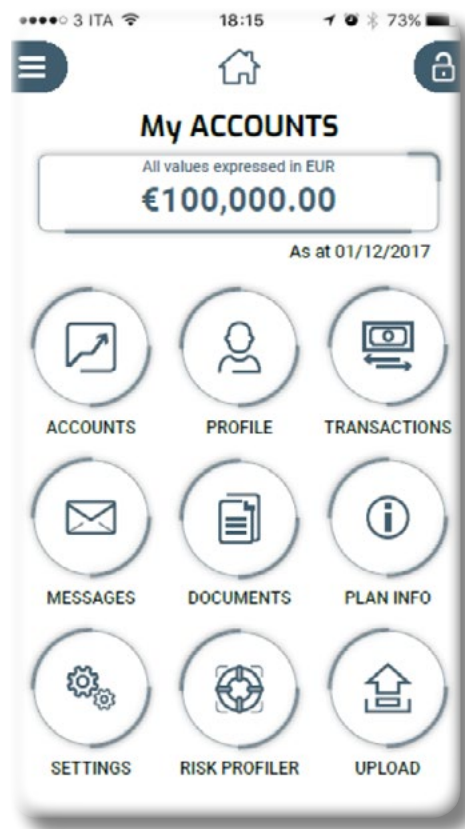 3 ITA 18:15 73%
My ACCOUNTS
All values expressed in EUR
€100,000.00
As at 01/12/2017
ACCOUNTS PROFILE TRANSACTIONS
MESSAGES DOCUMENTS PLAN INFO
SETTINGS RISK PROFILER UPLOAD